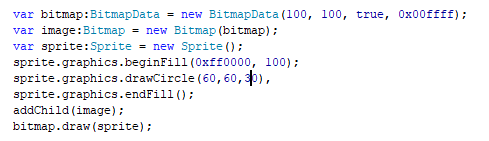 var bitmap:BitmapData = new BitmapData(100, 100, true, 0x00ffff);
var image:Bitmap = new Bitmap(bitmap);
var sprite:Sprite = new Sprite();
sprite.graphics.beginFill(0xff0000, 100);
sprite.graphics.drawCircle(60,60,30),
sprite.graphics.endFill();
addChild(image);
bitmap.draw(sprite);